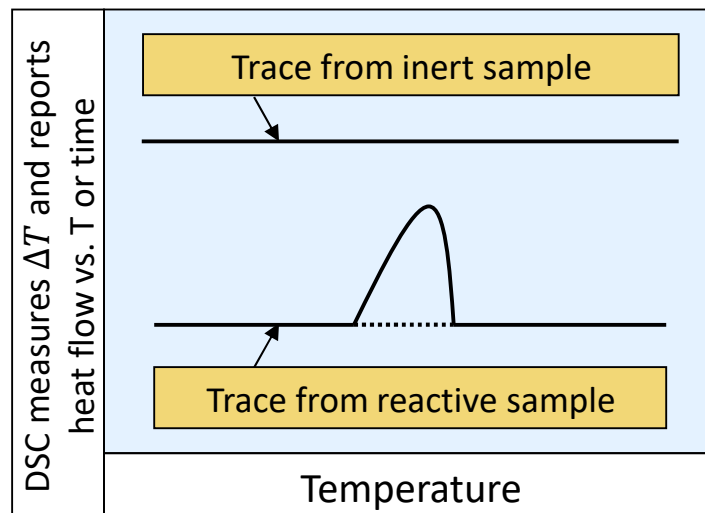 DSC measures Δ𝑇 and reports
heat flow vs. T or time
Trace from inert sample
Trace from reactive sample
Temperature